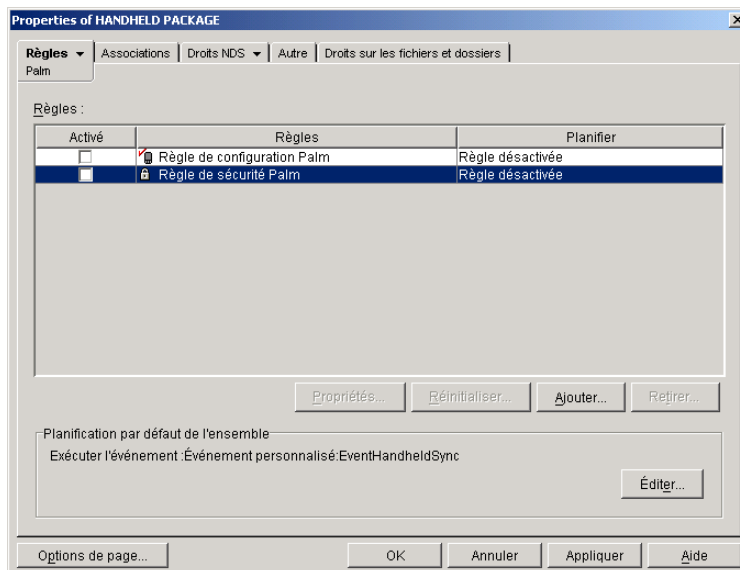 Properties of HANDHELD PACKAGE
Règles Associations Droits NDS Autre Droits sur les fichiers et dossiers
Palm
Règles :
Activé Règles Planifier
Règle de configuration Palm Règle désactivée
Règle de sécurité Palm Règle désactivée
Propriétés... Réinitialiser... Ajouter... Retirer...
Planification par défaut de l'ensemble
Exécuter l'événement :Événement personnalisé:EventHandheldSync
Éditer...
Options de page... OK Annuler Appliquer Aide